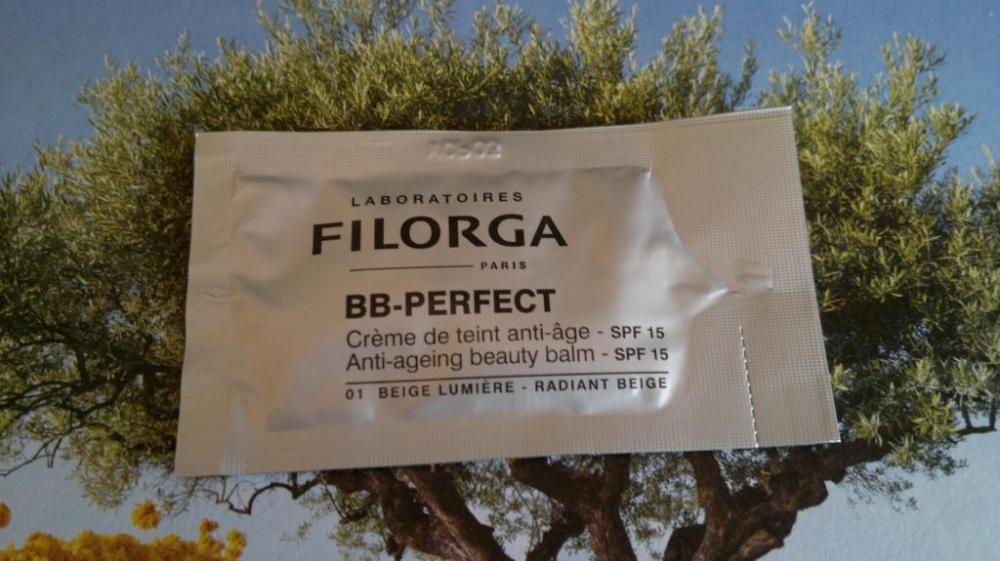 LABORATOIRES
FILORGA
PARIS
BB-PERFECT
Crème de teint anti-âge - SPF 15
Anti-ageing beauty balm - SPF 15
01 BEIGE LUMIÈRE - RADIANT BEIGE